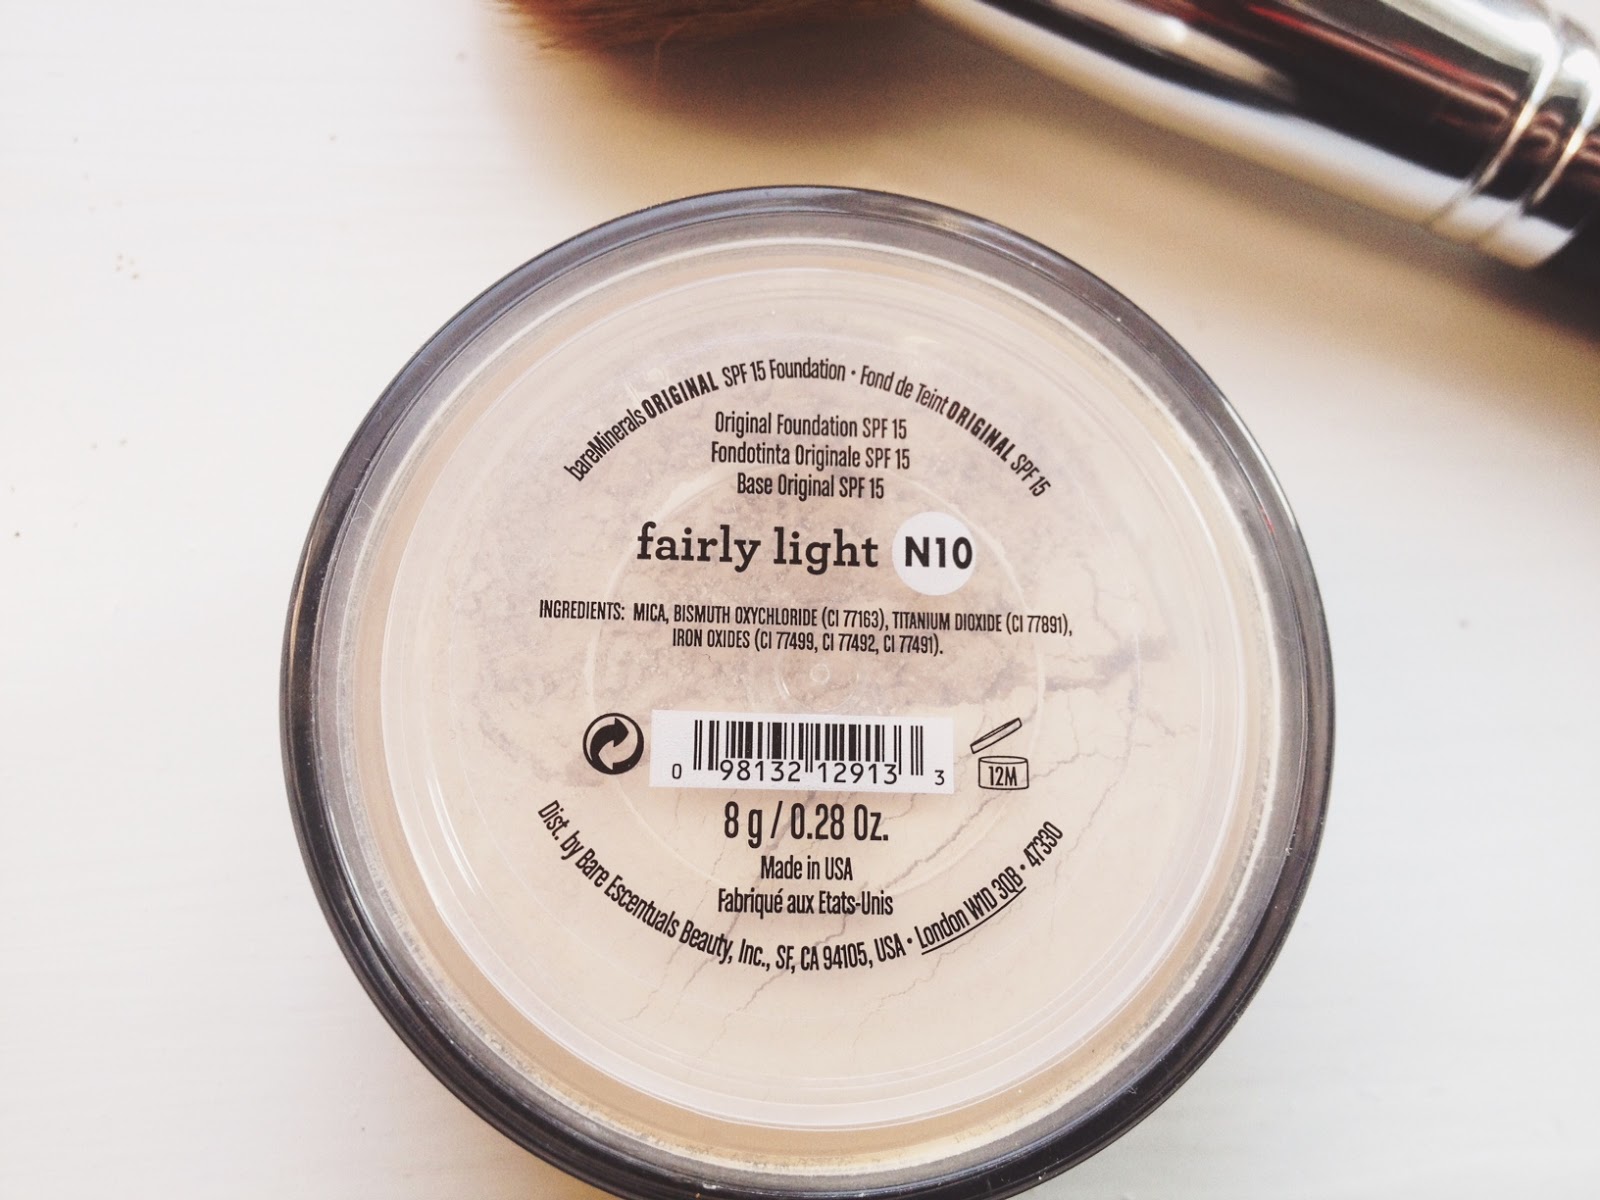 bareMinerals ORIGINAL SPF 15 Foundation • Fond de Teint ORIGINAL SPF 15
Original Foundation SPF 15
Fondotinta Originale SPF 15
Base Original SPF 15
fairly light N10
INGREDIENTS: MICA, BISMUTH OXYCHLORIDE (CI 77163), TITANIUM DIOXIDE (CI 77891),
IRON OXIDES (CI 77499, CI 77492, CI 77491).
0 98132 12913 3
12M
8 g / 0.28 Oz.
Made in USA
Fabriqué aux Etats-Unis
Dist. by Bare Escentuals Beauty, Inc., SF, CA 94105, USA • London W1D 3QB • 47330